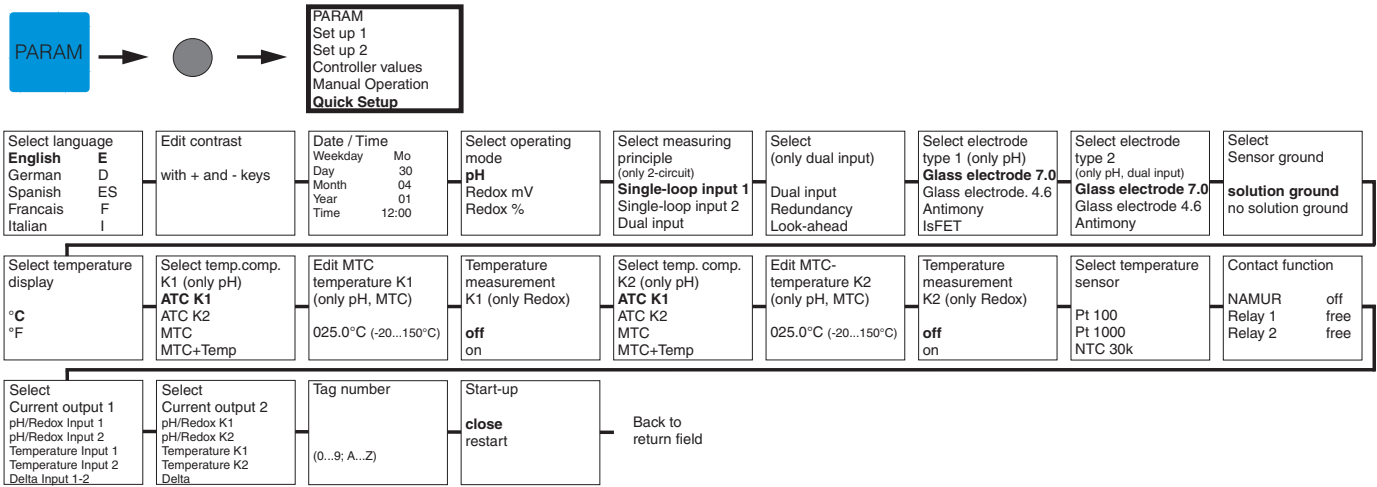 PARAM
PARAM
Set up 1
Set up 2
Controller values
Manual Operation
Quick Setup
Select language
English E
German D
Spanish ES
Francais F
Italian I
Edit contrast
with + and - keys
Date / Time
Weekday Mo
Day 30
Month 04
Year 01
Time 12:00
Select operating
mode
pH
Redox mV
Redox %
Select measuring
principle
(only 2-circuit)
Single-loop input 1
Single-loop input 2
Dual input
Select
(only dual input)
Dual input
Redundancy
Look-ahead
Select electrode
type 1 (only pH)
Glass electrode 7.0
Glass electrode. 4.6
Antimony
IsFET
Select electrode
type 2
(only pH, dual input)
Glass electrode 7.0
Glass electrode 4.6
Antimony
Select
Sensor ground
solution ground
no solution ground
Select temperature
display
°C
°F
Select temp.comp.
K1 (only pH)
ATC K1
ATC K2
MTC
MTC+Temp
Edit MTC
temperature K1
(only pH, MTC)
025.0°C (-20...150°C)
Temperature
measurement
K1 (only Redox)
off
on
Select temp. comp.
K2 (only pH)
ATC K1
ATC K2
MTC
MTC+Temp
Edit MTC-
temperature K2
(only pH, MTC)
025.0°C (-20...150°C)
Temperature
measurement
K2 (only Redox)
off
on
Select temperature
sensor
Pt 100
Pt 1000
NTC 30k
Contact function
NAMUR off
Relay 1 free
Relay 2 free
Select
Current output 1
pH/Redox Input 1
pH/Redox Input 2
Temperature Input 1
Temperature Input 2
Delta Input 1-2
Select
Current output 2
pH/Redox K1
pH/Redox K2
Temperature K1
Temperature K2
Delta
Tag number
(0...9; A...Z)
Start-up
close
restart
Back to
return field